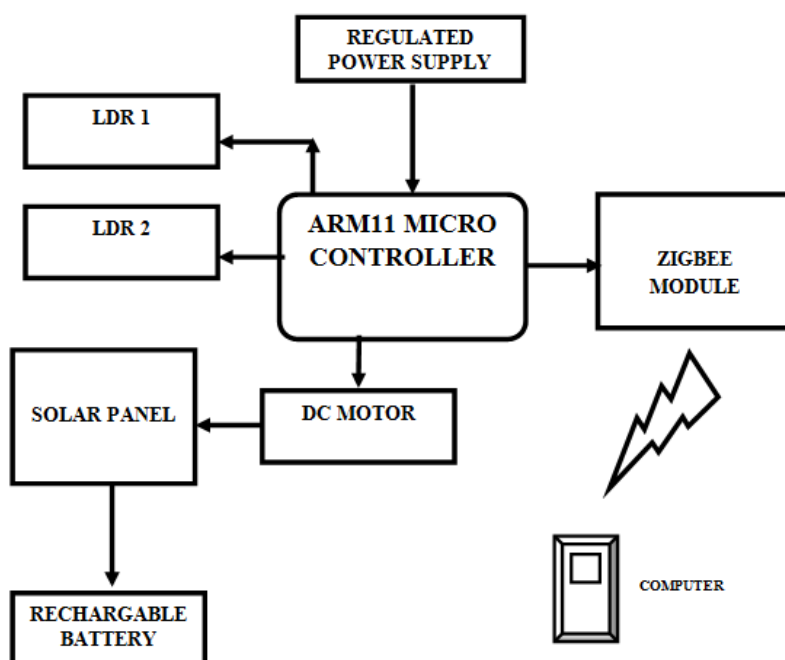 REGULATED
POWER SUPPLY
LDR 1
LDR 2
ARM11 MICRO
CONTROLLER
ZIGBEE
MODULE
SOLAR PANEL
DC MOTOR
RECHARGABLE
BATTERY
COMPUTER